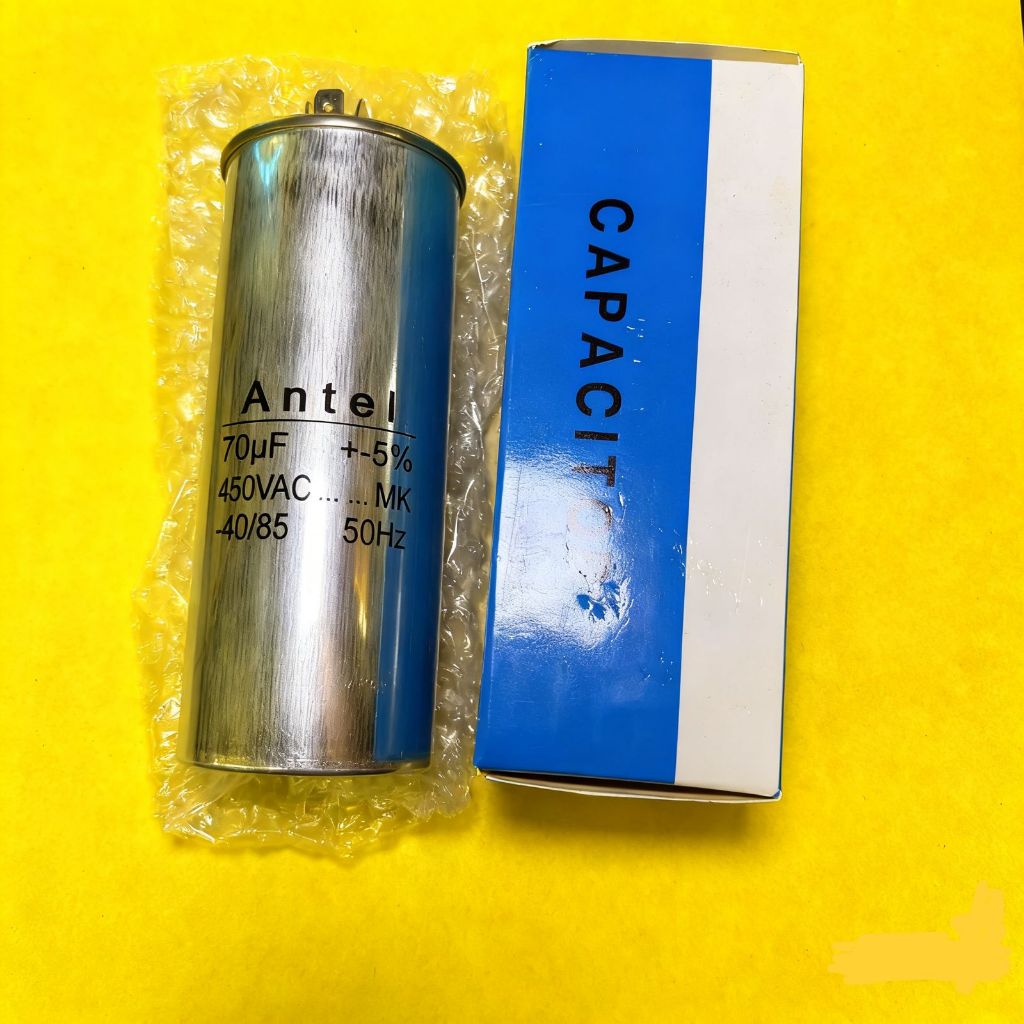 Antel
70µF +-5%
450VAC ... ... MK
-40/85 50Hz
CAPACITOR